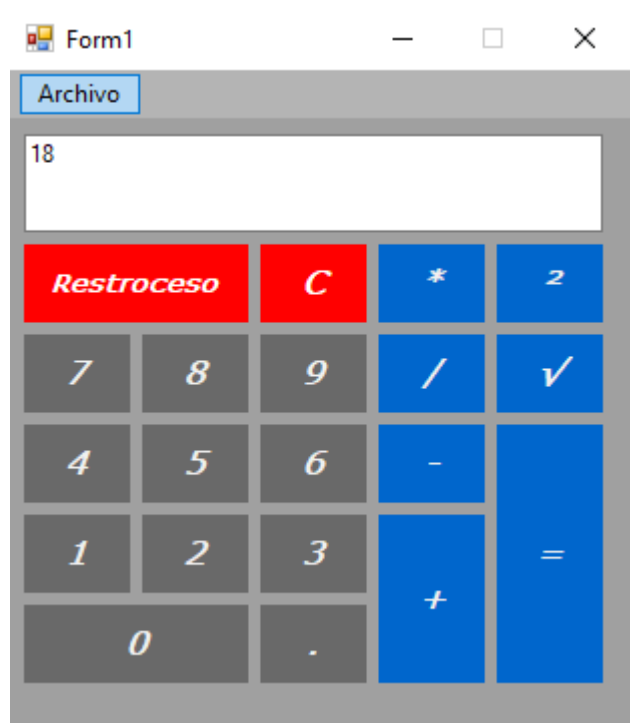 Form1
Archivo
18
Restroceso C * ²
7 8 9 / √
4 5 6 -
1 2 3 + =
0 .